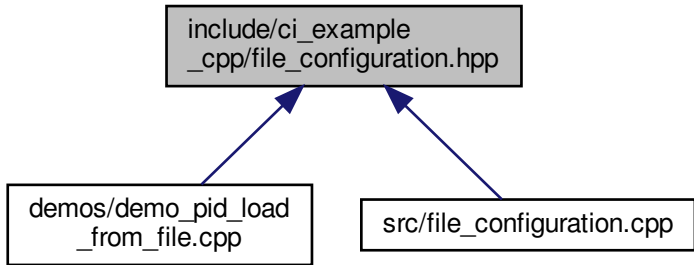 include/ci_example
_cpp/file_configuration.hpp
demos/demo_pid_load
_from_file.cpp
src/file_configuration.cpp